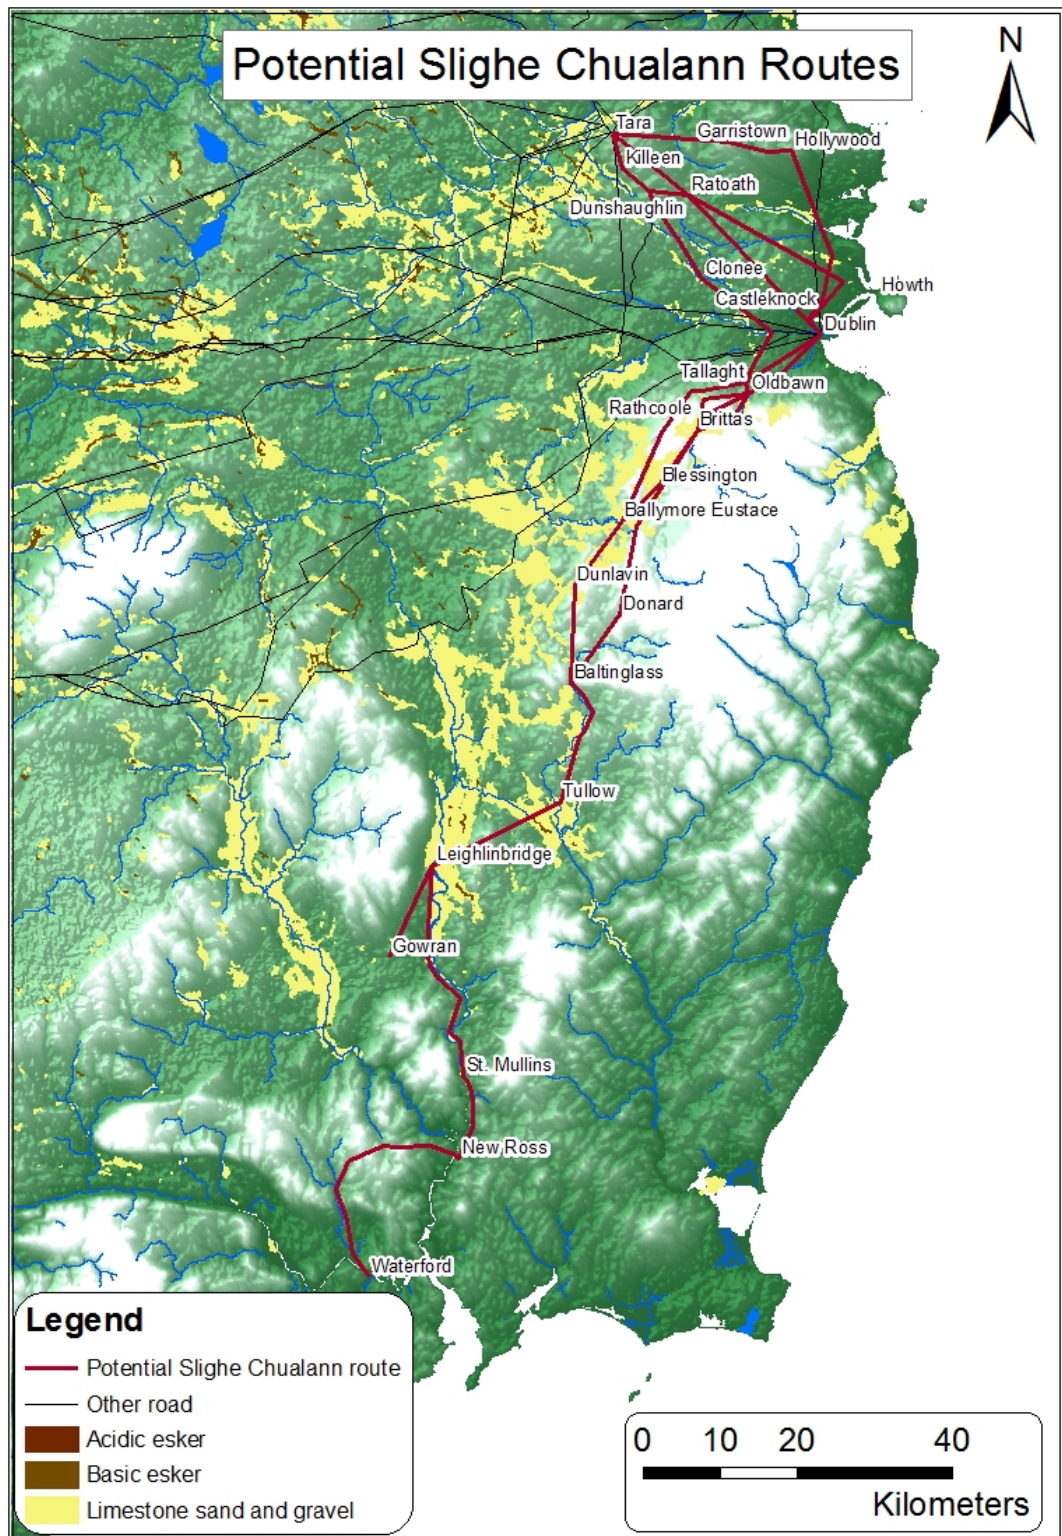 Potential Slighe Chualann Routes
N
Tara
Garristown
Hollywood
Killeen
Ratoath
Dunshaughlin
Clonee
Howth
Castleknock
Dublin
Tallaght
Oldbawn
Rathcoole
Brittas
Blessington
Ballymore Eustace
Dunlavin
Donard
Baltinglass
Tullow
Leighlinbridge
Gowran
St. Mullins
New Ross
Waterford
Legend
Potential Slighe Chualann route
Other road
Acidic esker
Basic esker
Limestone sand and gravel
0 10 20 40
Kilometers